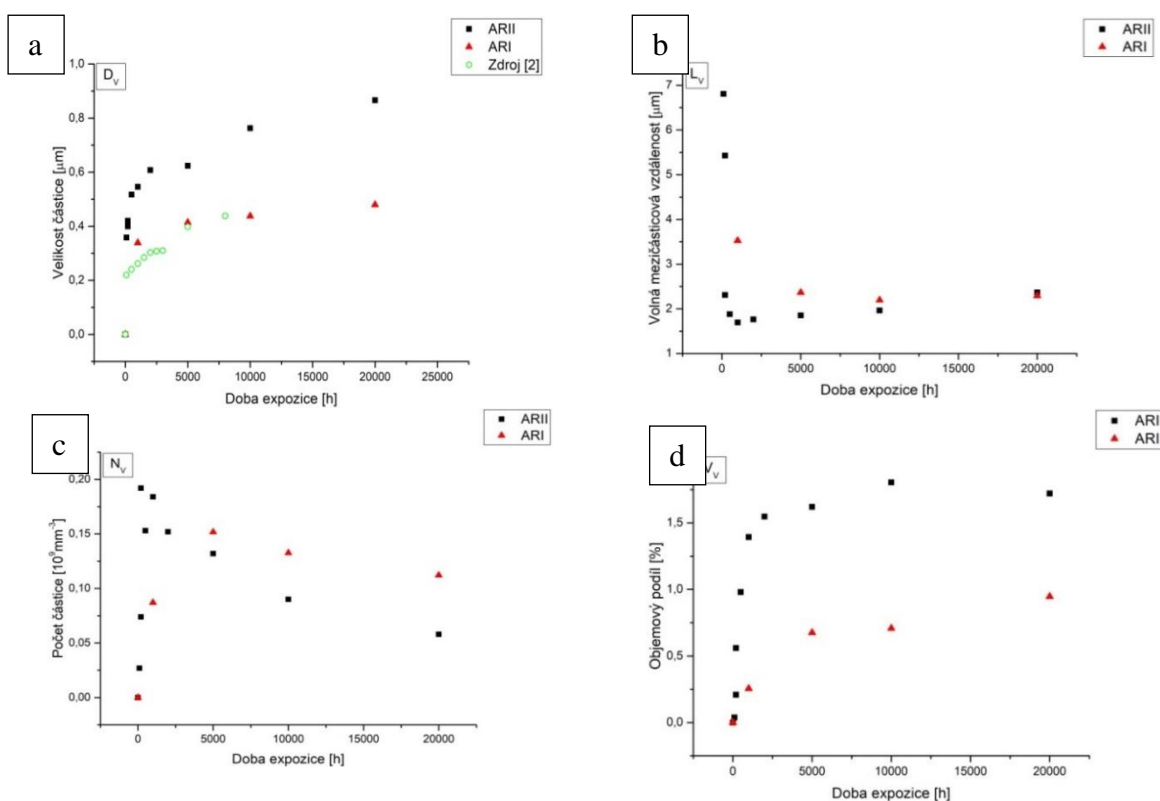 a
ARII
ARI
Zdroj [2]
D_v
1,0
0,8
0,6
0,4
0,2
0,0
Velikost částice [µm]
0 5000 10000 15000 20000 25000
Doba expozice [h]
b
ARII
ARI
L_v
7
6
5
4
3
2
1
Volná mezičásticová vzdálenost [µm]
0 5000 10000 15000 20000
Doba expozice [h]
c
ARII
ARI
N_v
0,20
0,15
0,10
0,05
0,00
Počet částice [10⁹mm⁻³]
0 5000 10000 15000 20000
Doba expozice [h]
d
ARII
ARI
V_v
1,5
1,0
0,5
0,0
Objemový podíl [%]
0 5000 10000 15000 20000
Doba expozice [h]